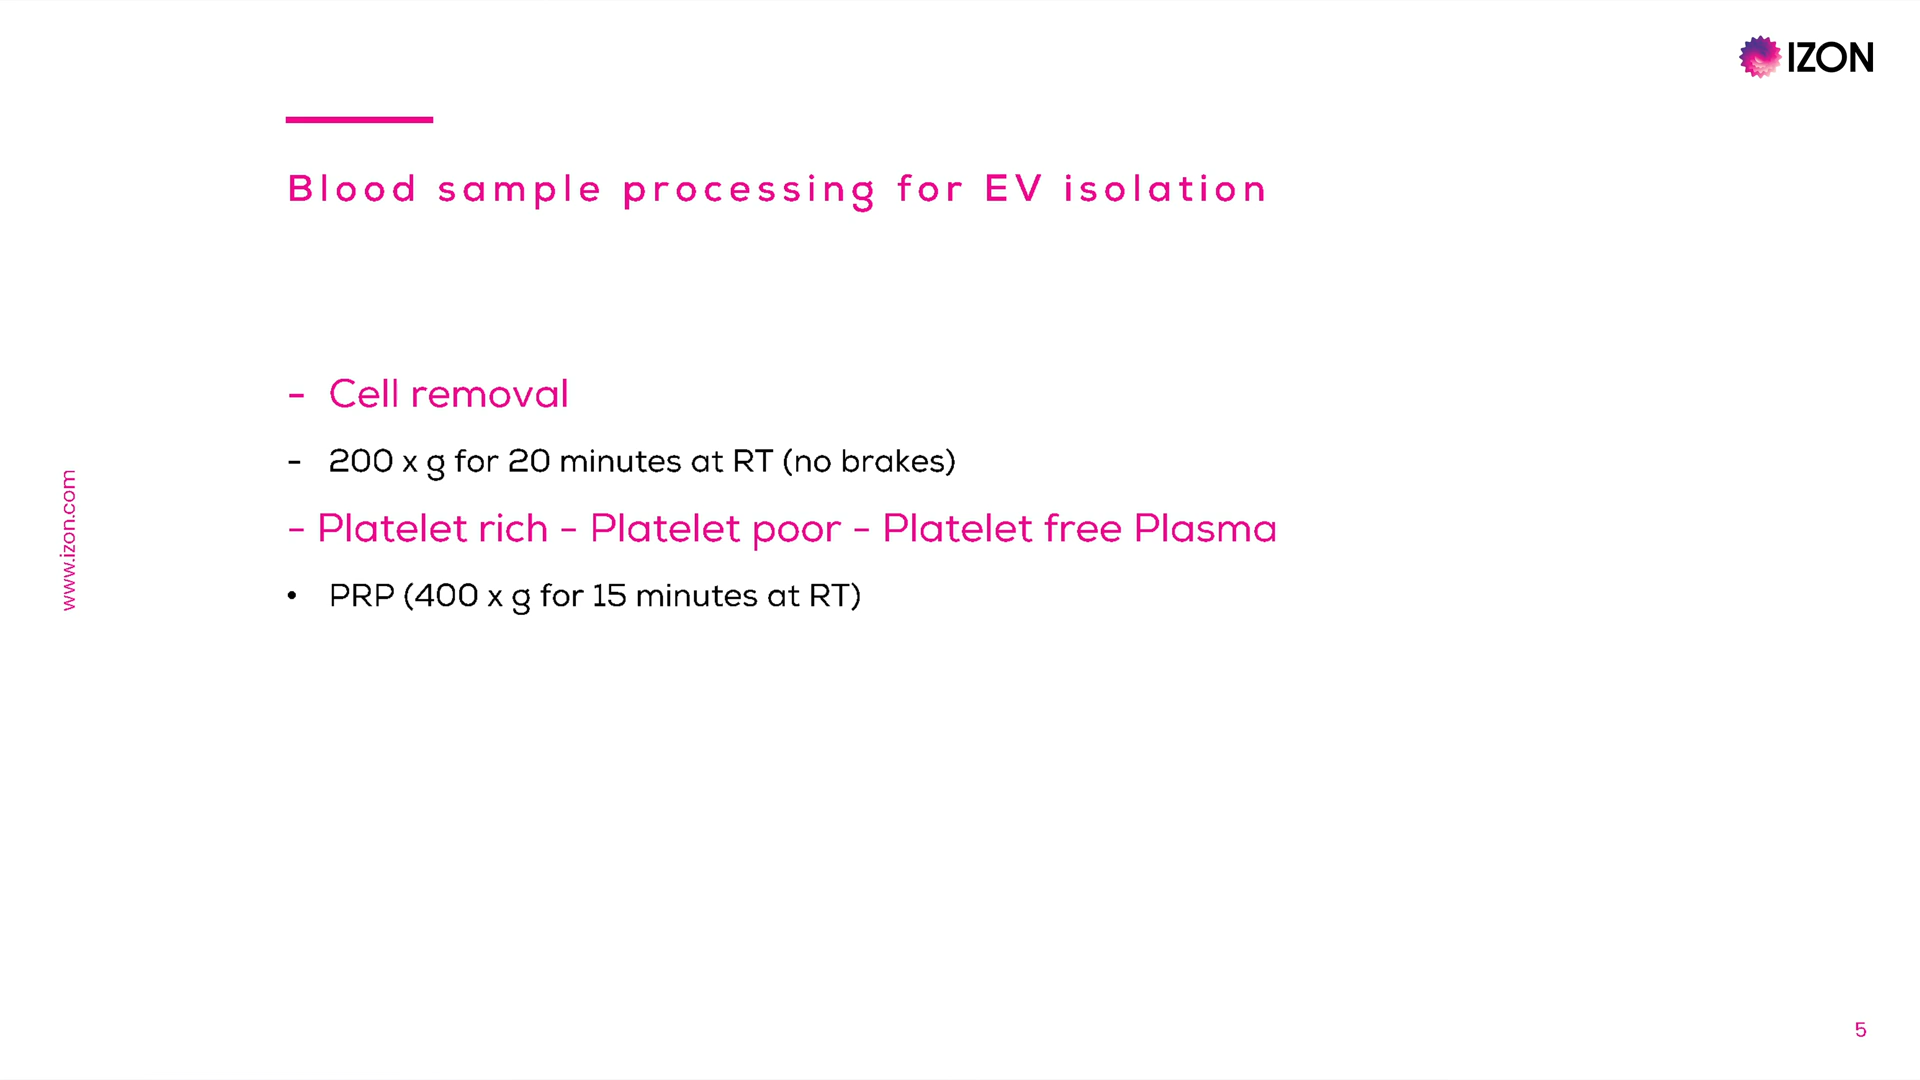 IZON
Blood sample processing for EV isolation
- Cell removal
- 200 x g for 20 minutes at RT (no brakes)
- Platelet rich - Platelet poor - Platelet free Plasma
• PRP (400 x g for 15 minutes at RT)
www.izon.com
5